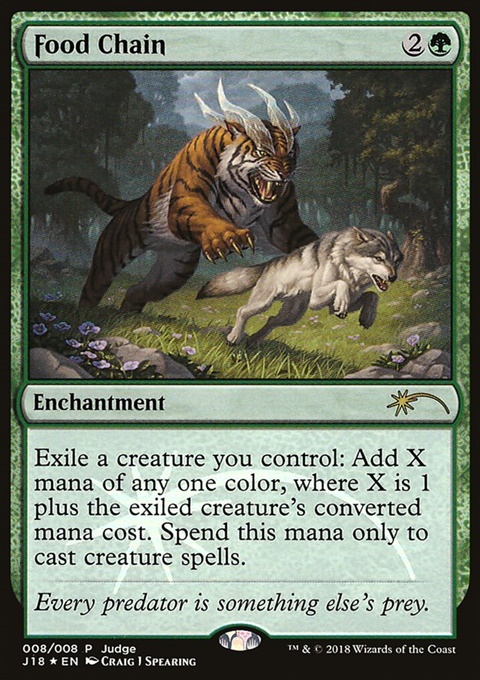 Food Chain 2
Enchantment
Exile a creature you control: Add X
mana of any one color, where X is 1
plus the exiled creature's converted
mana cost. Spend this mana only to
cast creature spells.
Every predator is something else's prey.
008/008 P Judge
J18 ★ EN Craig J Spearing
™ & © 2018 Wizards of the Coast